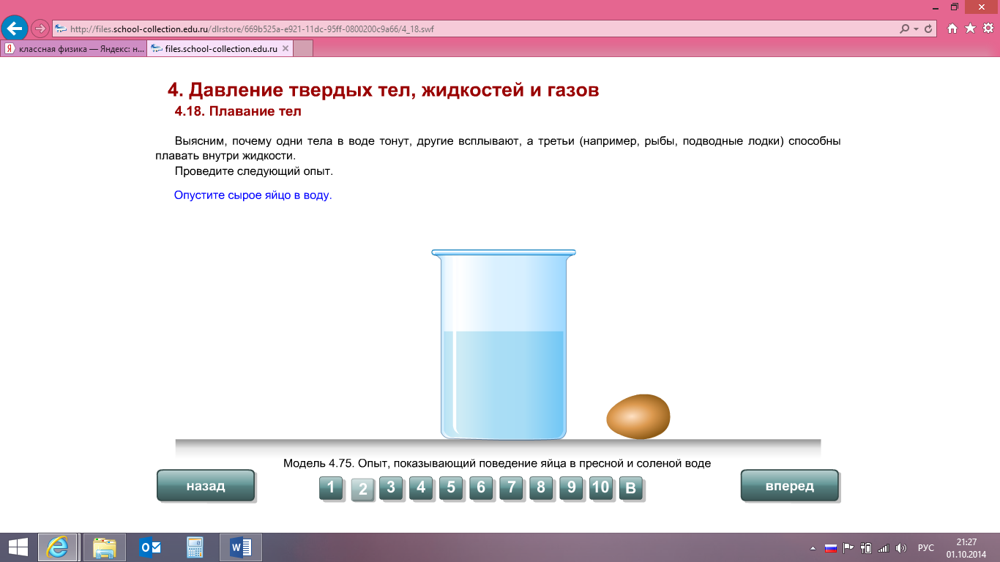 http://files.school-collection.edu.ru/dlrstore/669b525a-e921-11dc-95ff-0800200c9a66/4_18.swf
классная физика — Яндекс: н...
files.school-collection.edu.ru
4. Давление твердых тел, жидкостей и газов
4.18. Плавание тел
Выясним, почему одни тела в воде тонут, другие всплывают, а третьи (например, рыбы, подводные лодки) способны
плавать внутри жидкости.
Проведите следующий опыт.
Опустите сырое яйцо в воду.
Модель 4.75. Опыт, показывающий поведение яйца в пресной и соленой воде
назад 1 2 3 4 5 6 7 8 9 10 В вперед
РУС
21:27
01.10.2014